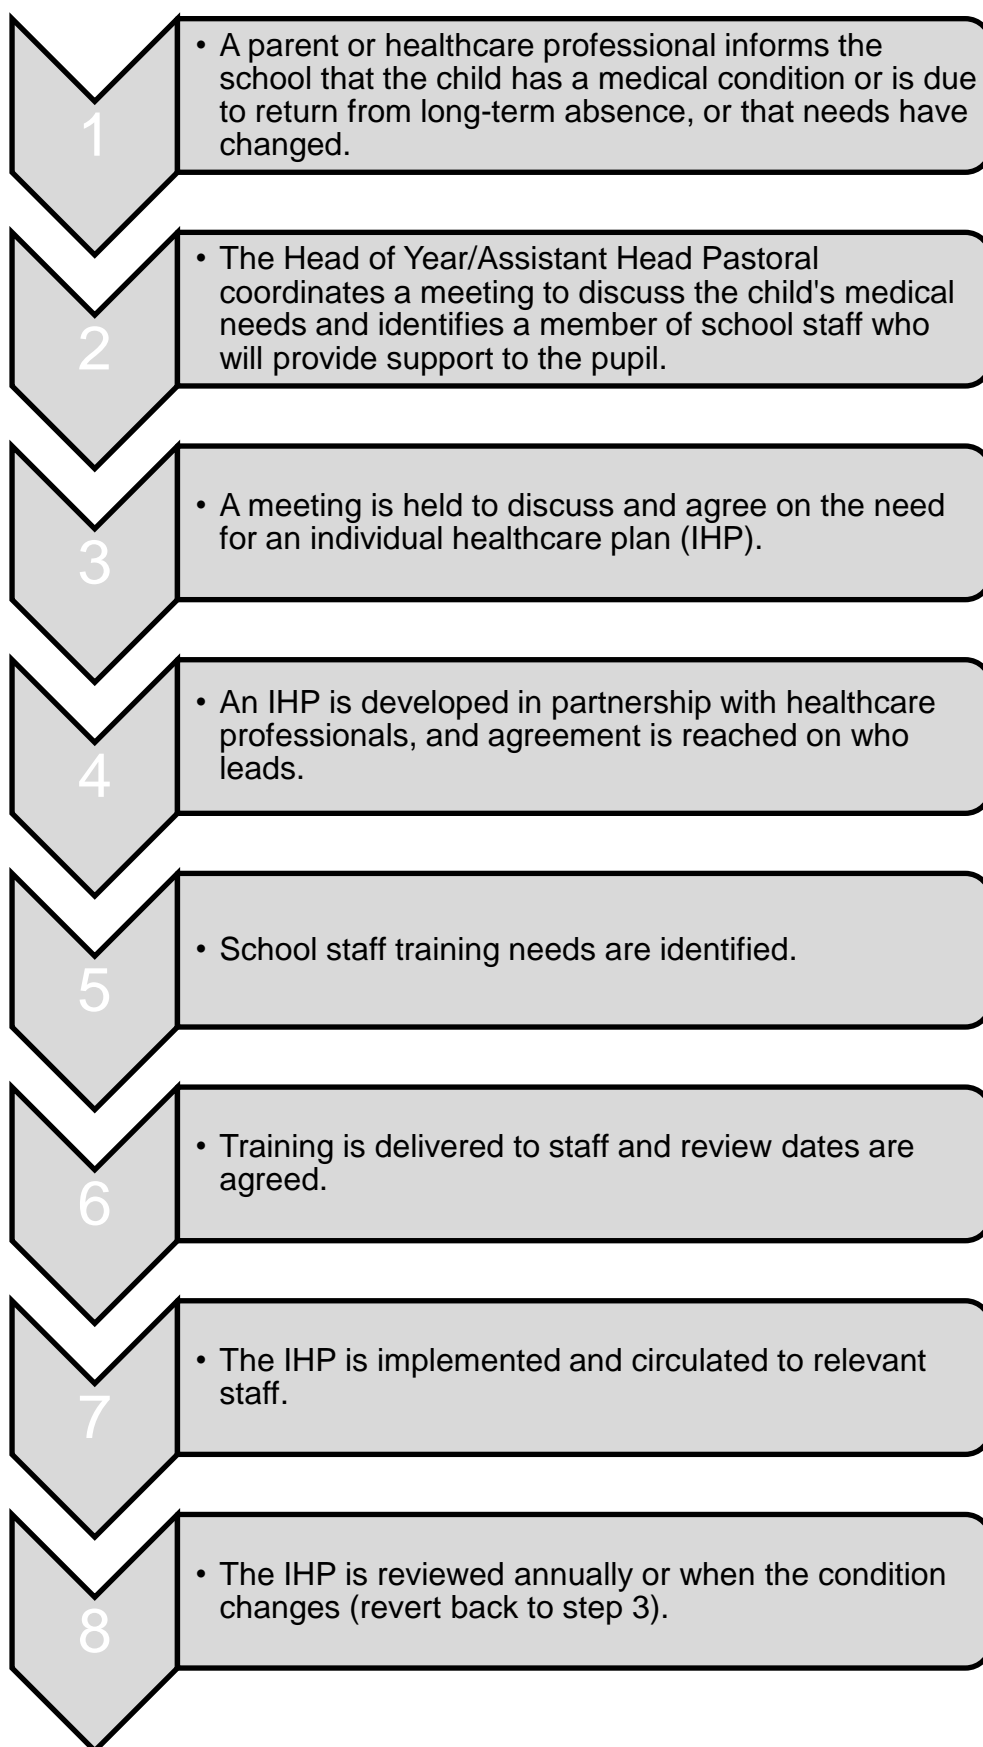 1
• A parent or healthcare professional informs the
school that the child has a medical condition or is due
to return from long-term absence, or that needs have
changed.
2
• The Head of Year/Assistant Head Pastoral
coordinates a meeting to discuss the child's medical
needs and identifies a member of school staff who
will provide support to the pupil.
3
• A meeting is held to discuss and agree on the need
for an individual healthcare plan (IHP).
4
• An IHP is developed in partnership with healthcare
professionals, and agreement is reached on who
leads.
5
• School staff training needs are identified.
6
• Training is delivered to staff and review dates are
agreed.
7
• The IHP is implemented and circulated to relevant
staff.
8
• The IHP is reviewed annually or when the condition
changes (revert back to step 3).